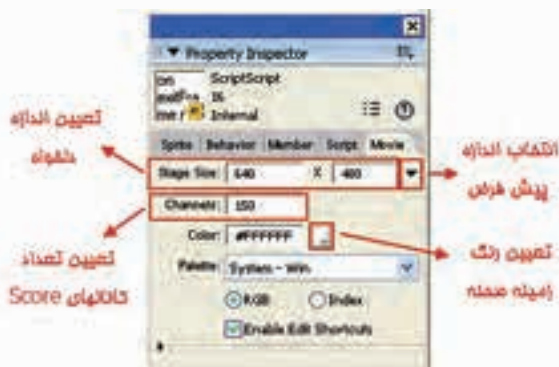 Property Inspector
on ScriptScript
16
Internal
Sprite Behavior Member Script Movie
Stage Size: 640 X 480
Channels: 150
Color: #FFFFFF
Palette: System - Win
RGB Index
Enable Edit Shortcuts
تعیین اندازه
دلخواه
تعیین تعداد
کانالهای Score
انتخاب اندازه
پیش فرض
تعیین رنگ
زمینه صحنه